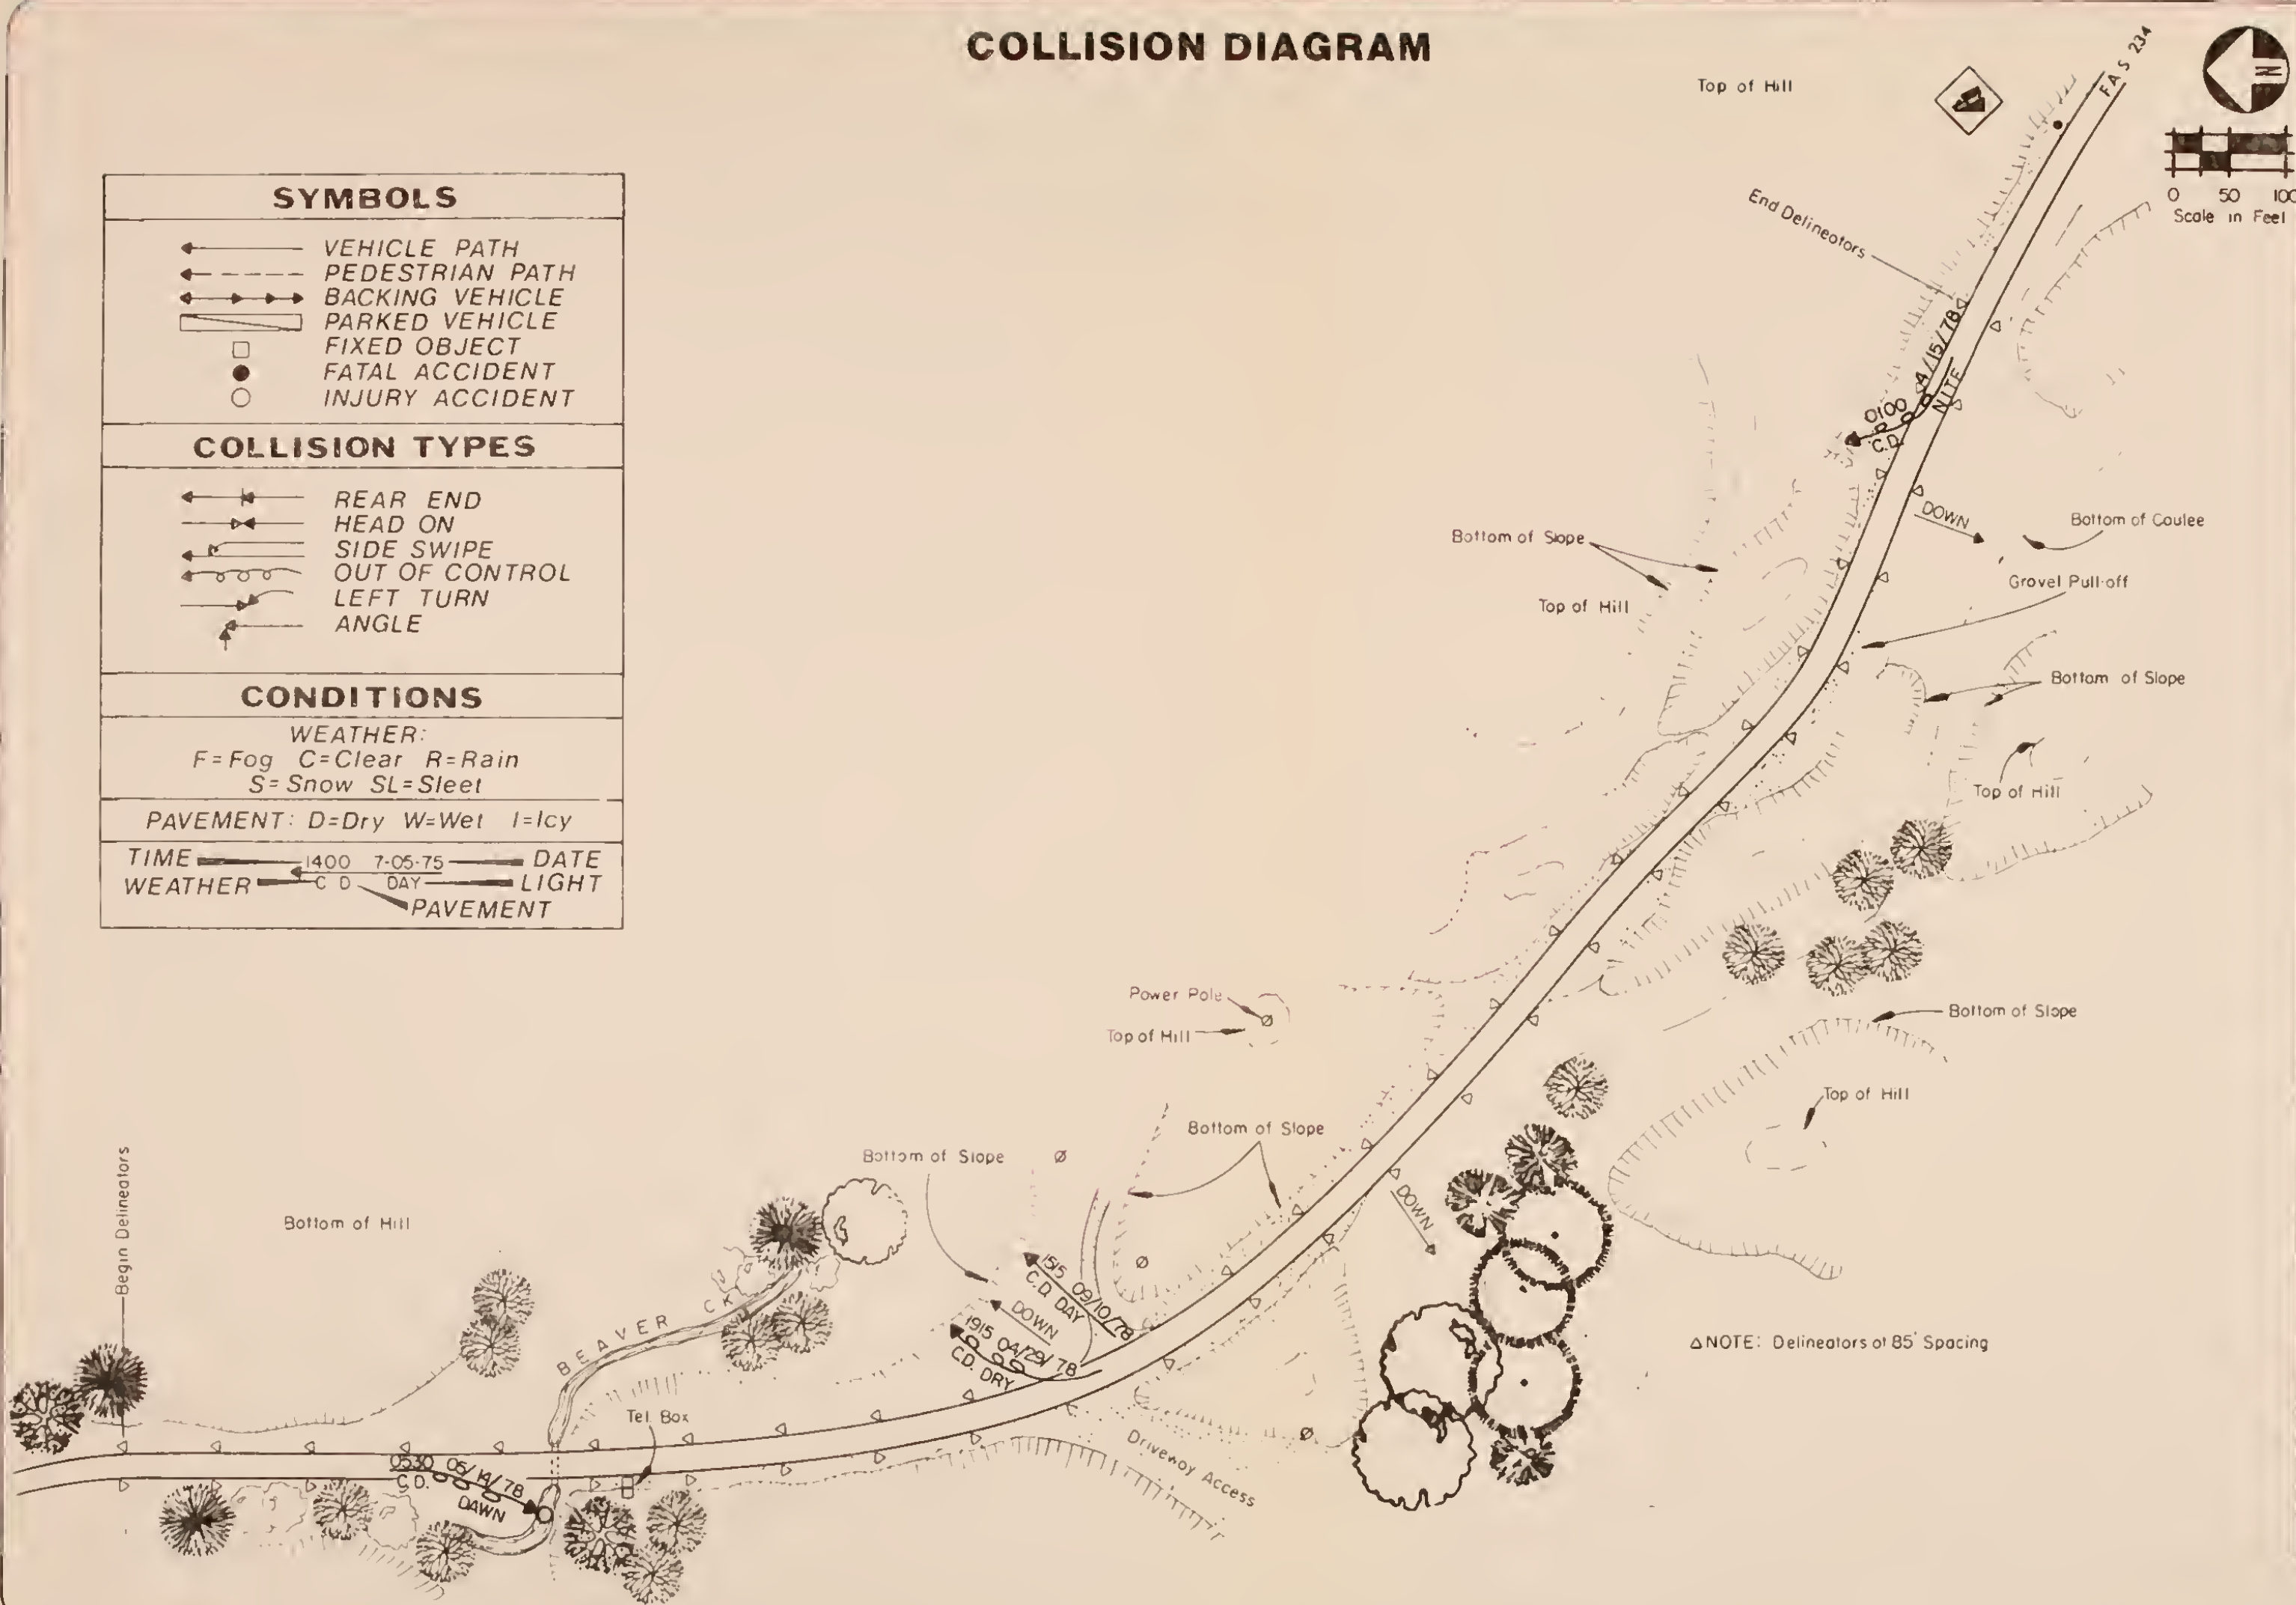 COLLISION DIAGRAM
SYMBOLS
VEHICLE PATH
PEDESTRIAN PATH
BACKING VEHICLE
PARKED VEHICLE
FIXED OBJECT
FATAL ACCIDENT
INJURY ACCIDENT
COLLISION TYPES
REAR END
HEAD ON
SIDE SWIPE
OUT OF CONTROL
LEFT TURN
ANGLE
CONDITIONS
WEATHER:
F=Fog C=Clear R=Rain
S=Snow SL=Sleet
PAVEMENT: D=Dry W=Wet I=Icy
TIME 1400 7-05-75 DATE
WEATHER C D DAY LIGHT
PAVEMENT
Top of Hill
FAS 234
N
0 50 100
Scale in Feet
End Delineators
4/15/78
NITE
0100
C.D.
DOWN
Bottom of Coulee
Bottom of Slope
Gravel Pull-off
Top of Hill
Bottom of Slope
Top of Hill
Power Pole
Top of Hill
Bottom of Slope
Top of Hill
Bottom of Slope
Bottom of Slope
DOWN
Begin Delineators
Bottom of Hill
1515 09/10/78
C.D. DAY
DOWN
1915 04/29/78
C.D. DRY
BEAVER CK
△NOTE: Delineators at 85' Spacing
Tel. Box
Driveway Access
0530 05/14/78
C.D.
DAWN